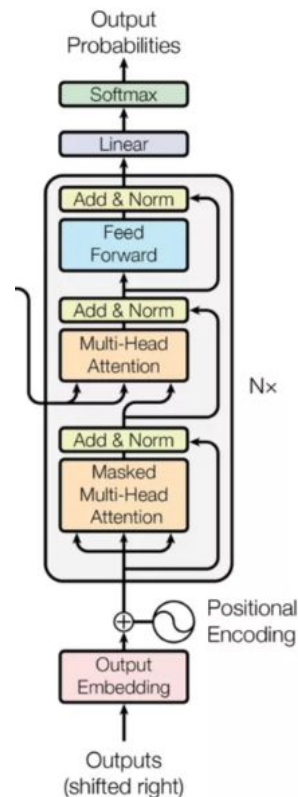 Output
Probabilities
Softmax
Linear
Add & Norm
Feed
Forward
Add & Norm
Multi-Head
Attention
N×
Add & Norm
Masked
Multi-Head
Attention
Positional
Encoding
Output
Embedding
Outputs
(shifted right)